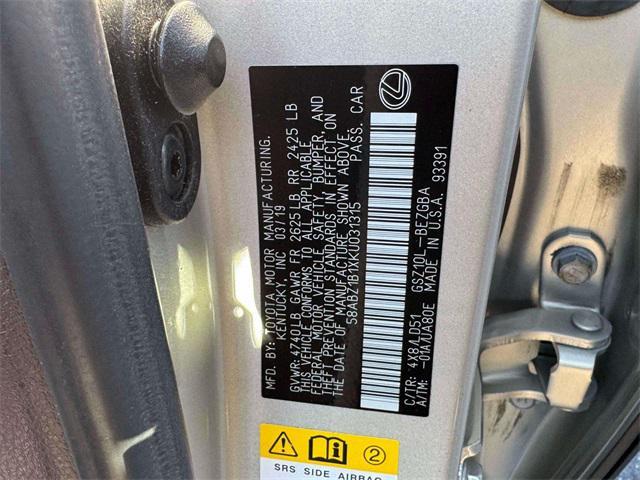 MFD. BY: TOYOTA MOTOR MANUFACTURING,
KENTUCKY, INC 03/19
GVWR: 4740 LB GAWR FR 2625 LB RR 2425 LB
THIS VEHICLE CONFORMS TO ALL APPLICABLE
FEDERAL MOTOR VEHICLE SAFETY, BUMPER, AND
THEFT PREVENTION STANDARDS IN EFFECT ON
THE DATE OF MANUFACTURE SHOWN ABOVE.
58ABZ1B1XKU031315 PASS. CAR
C/TR: 4X8/LD51 GSZ10L-BEZGBA
A/TM: -01A/UA80E MADE IN U.S.A. 93391
2
SRS SIDE AIRBAG